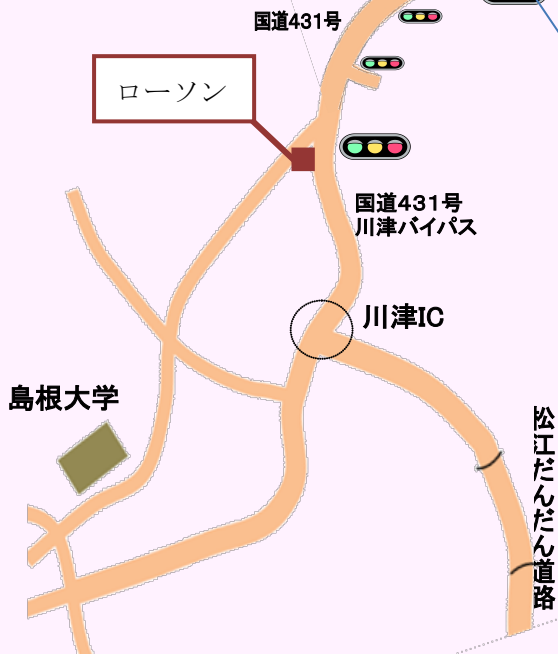 国道431号
ローソン
国道431号
川津バイパス
川津IC
島根大学
松江だんだん道路